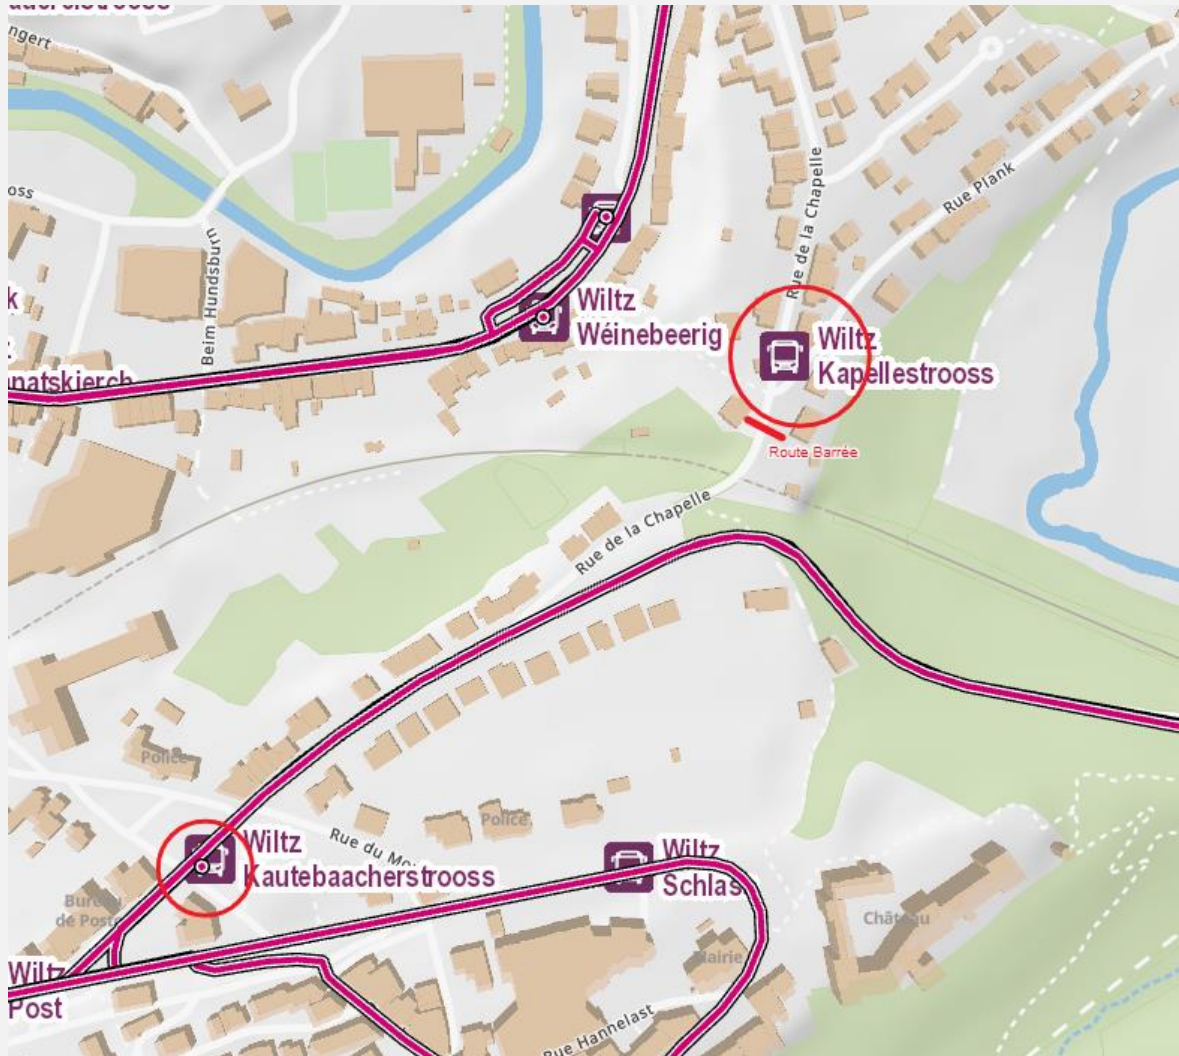 ngert
oss
Beim Hundsburn
k
Wiltz
Wéinebeerig
Rue de la Chapelle
Rue Plank
Wiltz
Kapellestrooss
natskierch
Route Barrée
Rue de la Chapelle
Police
Wiltz
Kautebaacherstrooss
Rue du Mo
Police
Wiltz
Schlas
Bureau
de Poste
Château
Mairie
Wiltz
Post
Rue Hannelast